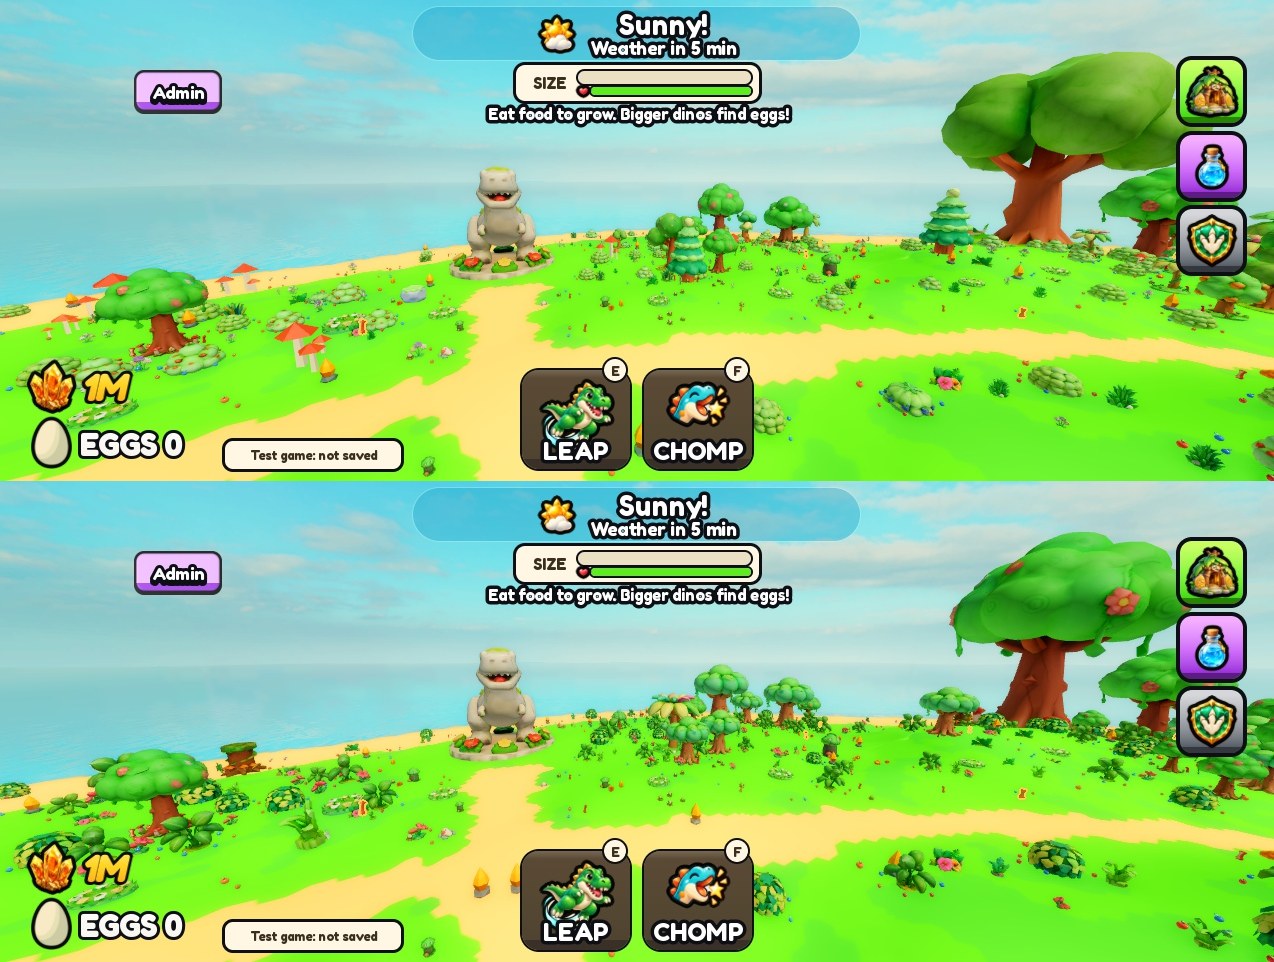 Sunny!
Weather in 5 min
Admin
SIZE
Eat food to grow. Bigger dinos find eggs!
1M
EGGS 0
Test game: not saved
E
LEAP
F
CHOMP
Sunny!
Weather in 5 min
Admin
SIZE
Eat food to grow. Bigger dinos find eggs!
1M
EGGS 0
Test game: not saved
E
LEAP
F
CHOMP